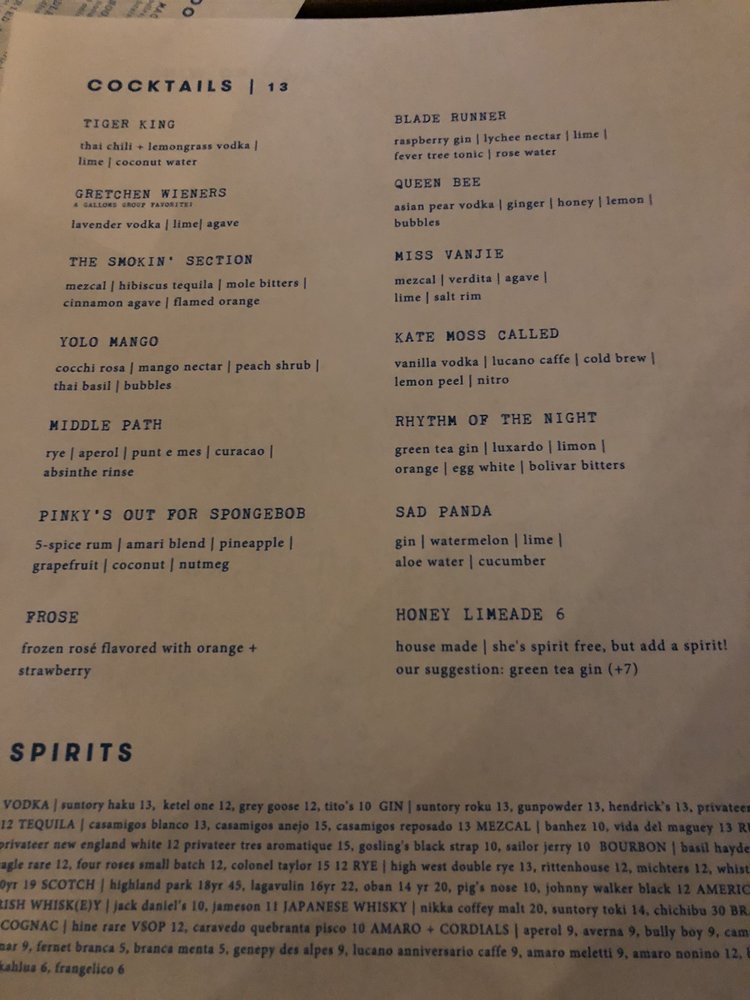 COCKTAILS | 13
TIGER KING
thai chili + lemongrass vodka |
lime | coconut water
GRETCHEN WIENERS
A GALLOWS GROUP FAVORITE!
lavender vodka | lime| agave
THE SMOKIN' SECTION
mezcal | hibiscus tequila | mole bitters |
cinnamon agave | flamed orange
YOLO MANGO
cocchi rosa | mango nectar | peach shrub |
thai basil | bubbles
MIDDLE PATH
rye | aperol | punt e mes | curacao |
absinthe rinse
PINKY'S OUT FOR SPONGEBOB
5-spice rum | amari blend | pineapple |
grapefruit | coconut | nutmeg
FROSE
frozen rosé flavored with orange +
strawberry
BLADE RUNNER
raspberry gin | lychee nectar | lime |
fever tree tonic | rose water
QUEEN BEE
asian pear vodka | ginger | honey | lemon |
bubbles
MISS VANJIE
mezcal | verdita | agave |
lime | salt rim
KATE MOSS CALLED
vanilla vodka | lucano caffe | cold brew |
lemon peel | nitro
RHYTHM OF THE NIGHT
green tea gin | luxardo | limon |
orange | egg white | bolivar bitters
SAD PANDA
gin | watermelon | lime |
aloe water | cucumber
HONEY LIMEADE 6
house made | she's spirit free, but add a spirit!
our suggestion: green tea gin (+7)
SPIRITS
VODKA | suntory haku 13, ketel one 12, grey goose 12, tito's 10 GIN | suntory roku 13, gunpowder 13, hendrick's 13, privateer
12 TEQUILA | casamigos blanco 13, casamigos anejo 15, casamigos reposado 13 MEZCAL | banhez 10, vida del maguey 13 RU
privateer new england white 12 privateer tres aromatique 15, gosling's black strap 10, sailor jerry 10 BOURBON | basil hayde
eagle rare 12, four roses small batch 12, colonel taylor 15 12 RYE | high west double rye 13, rittenhouse 12, michters 12, whist
0yr 19 SCOTCH | highland park 18yr 45, lagavulin 16yr 22, oban 14 yr 20, pig's nose 10, johnny walker black 12 AMERIC
RISH WHISK(E)Y | jack daniel's 10, jameson 11 JAPANESE WHISKY | nikka coffey malt 20, suntory toki 14, chichibu 30 BRA
COGNAC | hine rare VSOP 12, caravedo quebranta pisco 10 AMARO + CORDIALS | aperol 9, averna 9, bully boy 9, cam
nar 9, fernet branca 5, branca menta 5, genepy des alpes 9, lucano anniversario caffe 9, amaro meletti 9, amaro nonino 12,
kahlua 6, frangelico 6